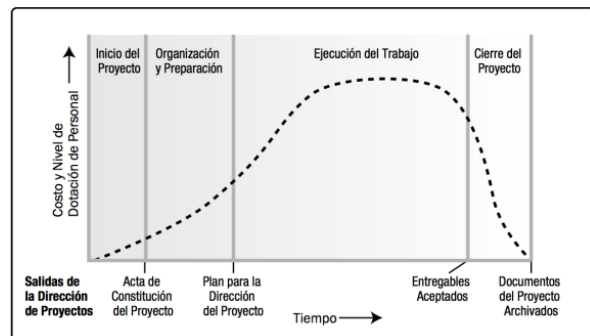 Inicio del
Proyecto
Organización
y Preparación
Ejecución del Trabajo
Cierre del
Proyecto
Costo y Nivel de
Dotación de Personal
Salidas de
la Dirección
de Proyectos
Acta de
Constitución
del Proyecto
Plan para la
Dirección
del Proyecto
Tiempo
Entregables
Aceptados
Documentos
del Proyecto
Archivados